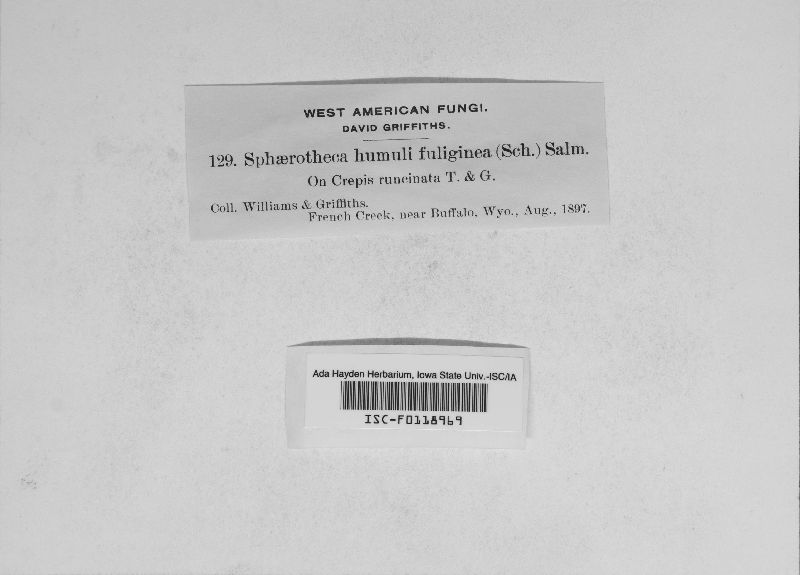 WEST AMERICAN FUNGI.
DAVID GRIFFITHS.
129. Sphærotheca humuli fuliginea (Sch.) Salm.
On Crepis runcinata T. & G.
Coll. Williams & Griffiths.
French Creek, near Buffalo, Wyo., Aug., 1897.
Ada Hayden Herbarium, Iowa State Univ.-ISC/IA
ISC-F0118969